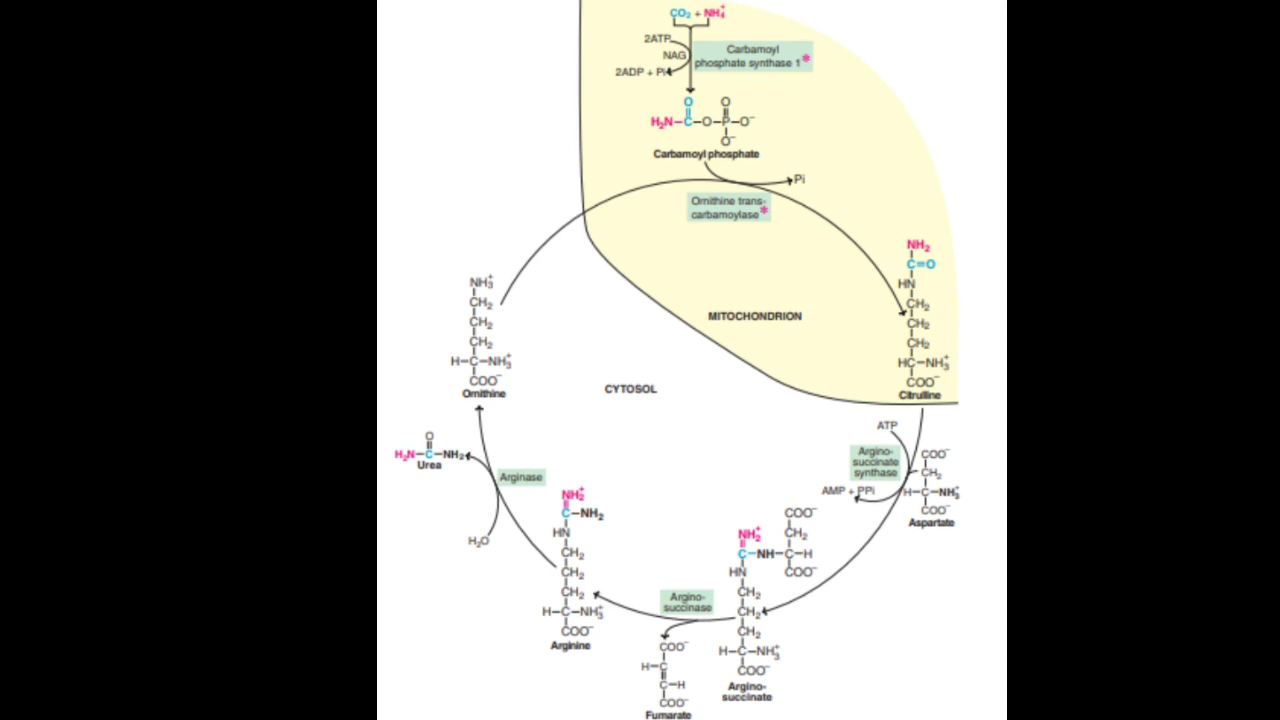 CO₂ + NH₄⁺
2ATP
NAG
2ADP + Pi
Carbamoyl
phosphate synthase 1*
O O
H₂N–C–O–P–O⁻
O⁻
Carbamoyl phosphate
Pi
Ornithine trans-
carbamoylase*
NH₂
C=O
HN
CH₂
CH₂
CH₂
HC–NH₃⁺
COO⁻
Citrulline
MITOCHONDRION
CYTOSOL
NH₃⁺
CH₂
CH₂
CH₂
H–C–NH₃⁺
COO⁻
Ornithine
ATP
Argino-
succinate
synthase
AMP + PPi
COO⁻
CH₂
H–C–NH₃⁺
COO⁻
Aspartate
O
H₂N–C–NH₂
Urea
Arginase
H₂O
NH₂⁺
C–NH₂
HN
CH₂
CH₂
CH₂
H–C–NH₃⁺
COO⁻
Arginine
Argino-
succinase
COO⁻
H–C
C–H
COO⁻
Fumarate
COO⁻
NH₂⁺ CH₂
C–NH–C–H
HN COO⁻
CH₂
CH₂
CH₂
H–C–NH₃⁺
COO⁻
Argino-
succinate